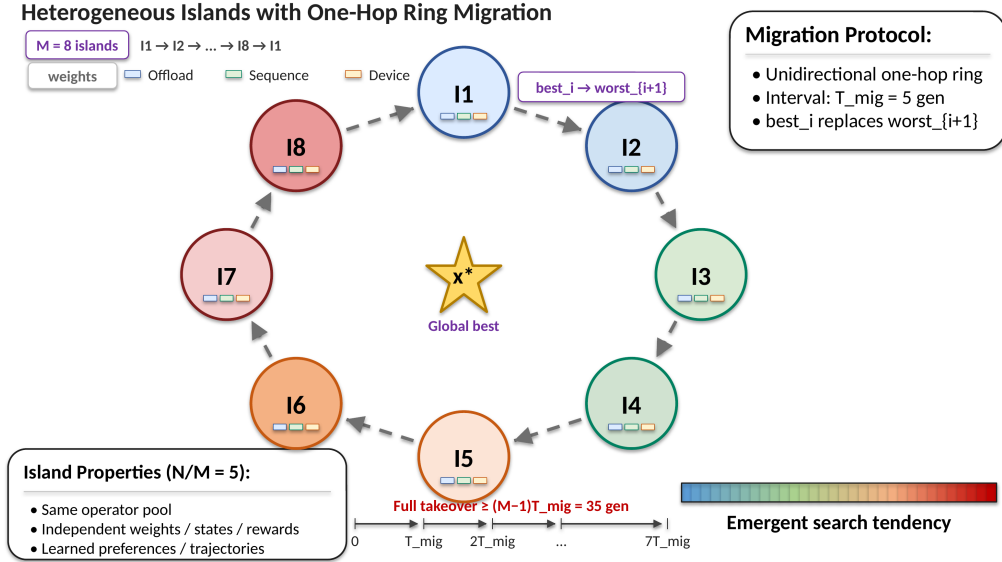 Heterogeneous Islands with One-Hop Ring Migration
M = 8 islands
I1 → I2 → ... → I8 → I1
weights
Offload
Sequence
Device
Migration Protocol:
• Unidirectional one-hop ring
• Interval: T_mig = 5 gen
• best_i replaces worst_{i+1}
best_i → worst_{i+1}
I1
I2
I3
I4
I5
I6
I7
I8
x*
Global best
Island Properties (N/M = 5):
• Same operator pool
• Independent weights / states / rewards
• Learned preferences / trajectories
Full takeover ≥ (M−1)T_mig = 35 gen
0 T_mig 2T_mig ... 7T_mig
Emergent search tendency